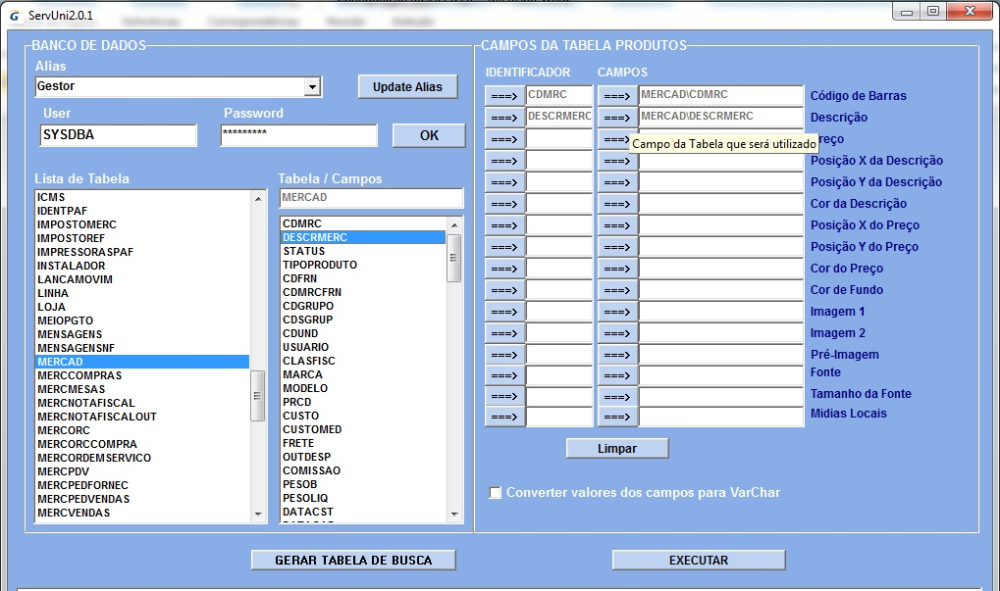 ServUni2.0.1
BANCO DE DADOS
Alias
Gestor
Update Alias
User
Password
SYSDBA
*********
OK
Lista de Tabela
ICMS
IDENTPAF
IMPOSTOMERC
IMPOSTOREF
IMPRESSORASPAF
INSTALADOR
LANCAMOVIM
LINHA
LOJA
MEIOPGTO
MENSAGENS
MENSAGENSNF
MERCAD
MERCCOMPRAS
MERCMESAS
MERCNOTAFISCAL
MERCNOTAFISCALOUT
MERCORC
MERCORCCOMPRA
MERCORDEMSERVICO
MERCPDV
MERCPEDFORNEC
MERCPEDVENDAS
MERCVENDAS
Tabela / Campos
MERCAD
CDMRC
DESCRMERC
STATUS
TIPOPRODUTO
CDFRN
CDMRCFRN
CDGRUPO
CDSGRUP
CDUND
USUARIO
CLASFISC
MARCA
MODELO
PRCD
CUSTO
CUSTOMED
FRETE
OUTDESP
COMISSAO
PESOB
PESOLIQ
DATACST
GERAR TABELA DE BUSCA
CAMPOS DA TABELA PRODUTOS
IDENTIFICADOR CAMPOS
===> CDMRC ===> MERCAD\CDMRC Código de Barras
===> DESCRMERC ===> MERCAD\DESCRMERC Descrição
===> ===> Campo da Tabela que será utilizado reço
===> ===> Posição X da Descrição
===> ===> Posição Y da Descrição
===> ===> Cor da Descrição
===> ===> Posição X do Preço
===> ===> Posição Y do Preço
===> ===> Cor do Preço
===> ===> Cor de Fundo
===> ===> Imagem 1
===> ===> Imagem 2
===> ===> Pré-Imagem
===> ===> Fonte
===> ===> Tamanho da Fonte
===> ===> Midias Locais
Limpar
Converter valores dos campos para VarChar
EXECUTAR